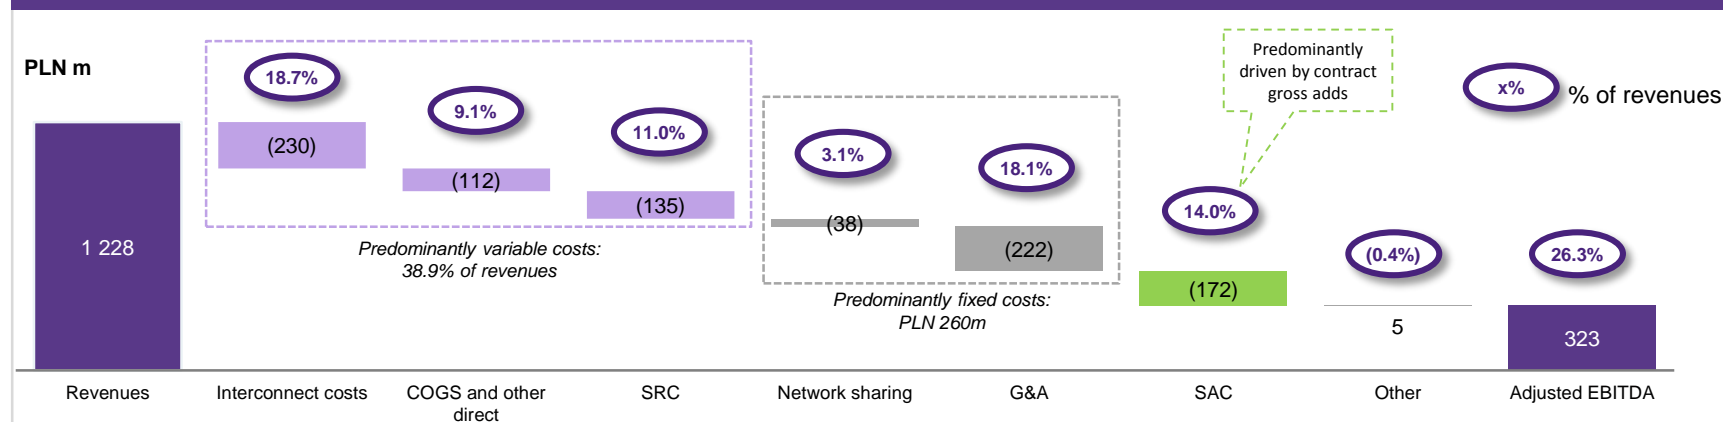 PLN m
18.7%
9.1%
11.0%
3.1%
18.1%
14.0%
(0.4%)
26.3%
Predominantly
driven by contract
gross adds
x%
% of revenues
1 228
(230)
(112)
(135)
(38)
(222)
(172)
5
323
Predominantly variable costs:
38.9% of revenues
Predominantly fixed costs:
PLN 260m
Revenues
Interconnect costs
COGS and other
direct
SRC
Network sharing
G&A
SAC
Other
Adjusted EBITDA